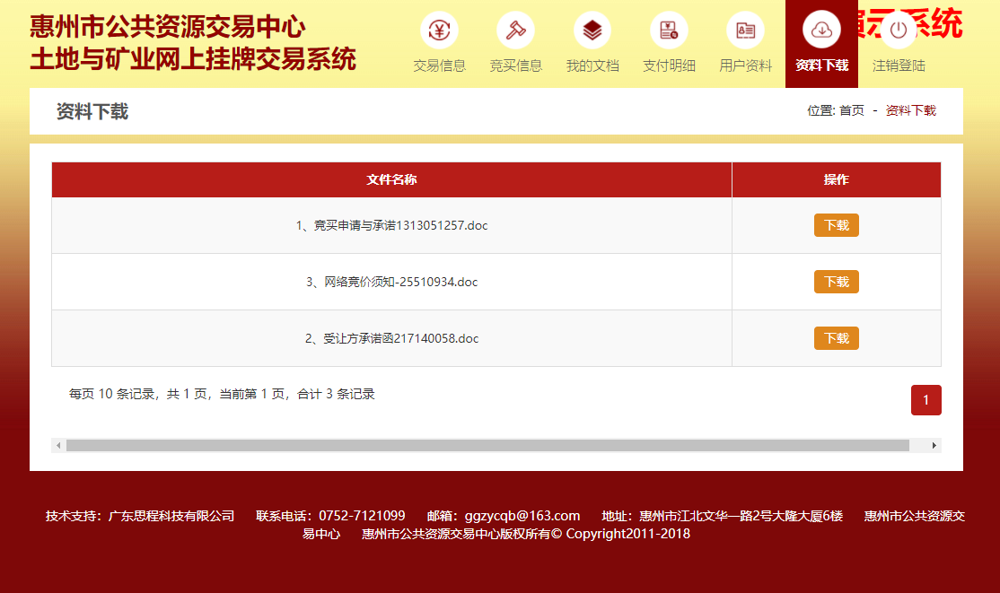 惠州市公共资源交易中心
土地与矿业网上挂牌交易系统
演示系统
交易信息 竞买信息 我的文档 支付明细 用户资料 资料下载 注销登陆
资料下载
位置: 首页 - 资料下载
文件名称 操作
1、竞买申请与承诺1313051257.doc 下载
3、网络竞价须知-25510934.doc 下载
2、受让方承诺函217140058.doc 下载
每页 10 条记录，共 1 页，当前第 1 页，合计 3 条记录
1
技术支持：广东思程科技有限公司 联系电话：0752-7121099 邮箱：ggzycqb@163.com 地址：惠州市江北文华一路2号大隆大厦6楼 惠州市公共资源交
易中心 惠州市公共资源交易中心版权所有© Copyright2011-2018